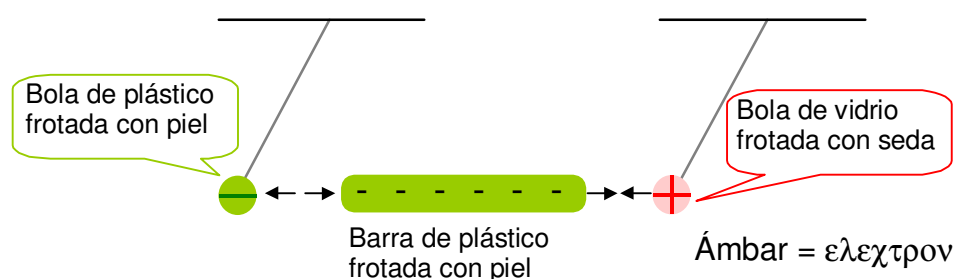 Bola de plástico
frotada con piel
Bola de vidrio
frotada con seda
- - - - - -
Barra de plástico
frotada con piel
Ámbar = ελεχτρον